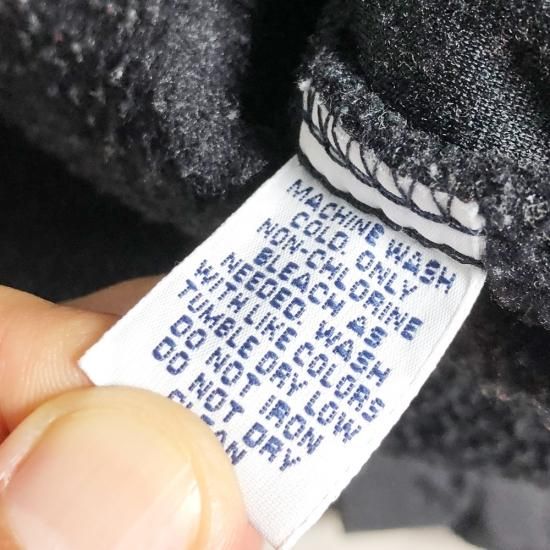 MACHINE WASH
COLD ONLY
NON-CHLORINE
BLEACH AS
NEEDED. WASH
WITH LIKE COLORS
TUMBLE DRY LOW
DO NOT IRON
DO NOT DRY